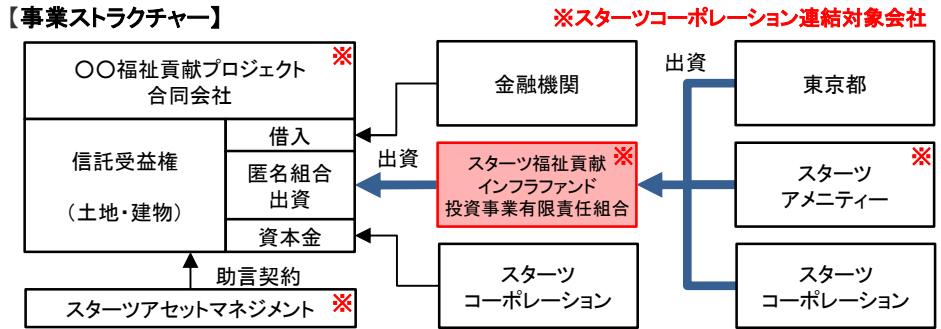 【事業ストラクチャー】
※スターツコーポレーション連結対象会社
※
〇〇福祉貢献プロジェクト
合同会社
信託受益権
（土地・建物）
借入
匿名組合
出資
資本金
助言契約
スターツアセットマネジメント
※
金融機関
出資
※
スターツ福祉貢献
インフラファンド
投資事業有限責任組合
スターツ
コーポレーション
出資
東京都
※
スターツ
アメニティー
スターツ
コーポレーション